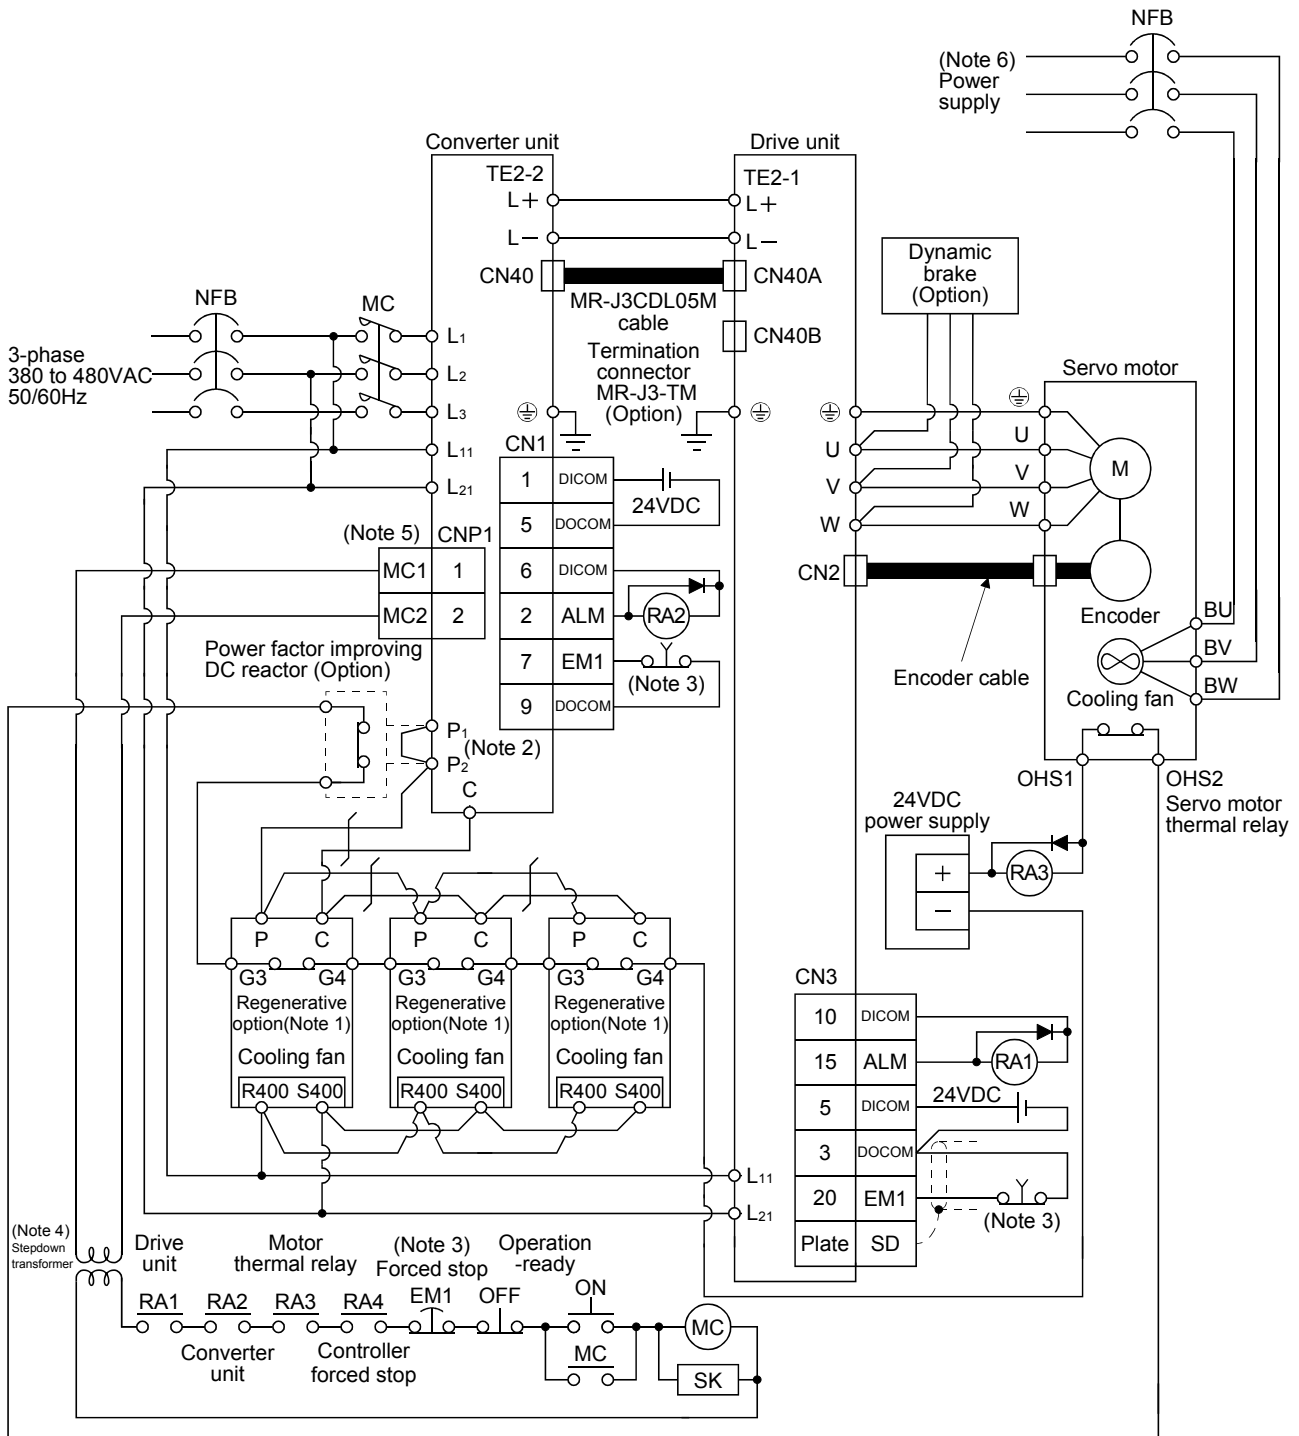 NFB
(Note 6)
Power
supply
Converter unit
Drive unit
TE2-2
TE2-1
L+
L+
L−
L−
CN40
CN40A
MR-J3CDL05M
cable
CN40B
Termination
connector
MR-J3-TM
(Option)
Dynamic
brake
(Option)
NFB
MC
3-phase
380 to 480VAC
50/60Hz
L1
L2
L3
L11
L21
Servo motor
U
V
W
U
V
W
M
CN2
Encoder
Encoder cable
Cooling fan
BU
BV
BW
OHS1
OHS2
Servo motor
thermal relay
CN1
1 DICOM
24VDC
5 DOCOM
6 DICOM
2 ALM
RA2
7 EM1
(Note 3)
9 DOCOM
(Note 5)
CNP1
MC1 1
MC2 2
Power factor improving
DC reactor (Option)
P1
(Note 2)
P2
C
24VDC
power supply
+
−
RA3
P C
P C
P C
G3 G4
G3 G4
G3 G4
Regenerative
option(Note 1)
Regenerative
option(Note 1)
Regenerative
option(Note 1)
Cooling fan
Cooling fan
Cooling fan
R400 S400
R400 S400
R400 S400
CN3
10 DICOM
15 ALM
RA1
5 DICOM
24VDC
3 DOCOM
20 EM1
(Note 3)
Plate SD
L11
L21
(Note 4)
Stepdown
transformer
Drive
unit
Motor
thermal relay
(Note 3)
Forced stop
Operation
-ready
RA1
RA2
RA3
RA4
EM1
OFF
ON
MC
Converter
unit
Controller
forced stop
MC
SK